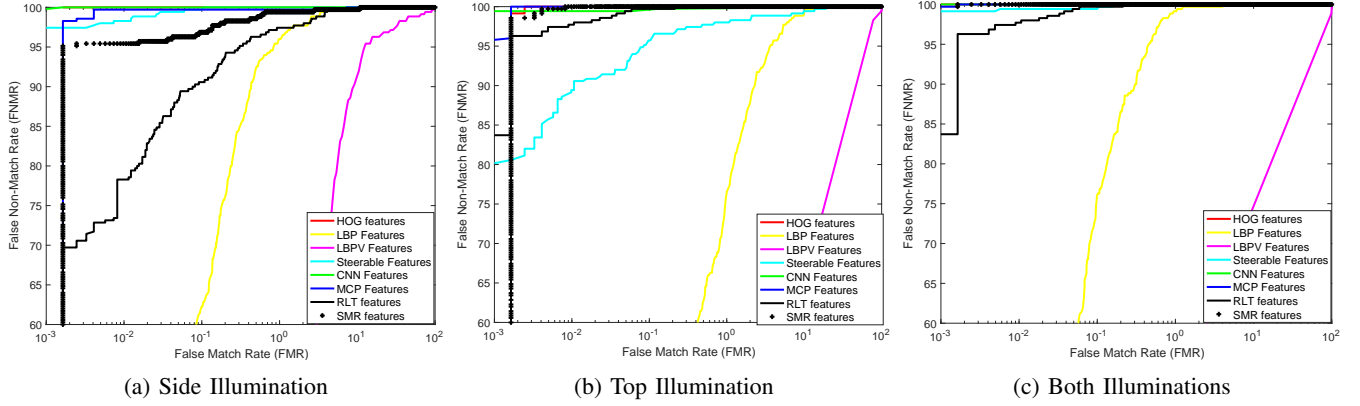 False Non-Match Rate (FNMR)
100
95
90
85
80
75
70
65
60
10^-3
10^-2
10^-1
10^0
10^1
10^2
False Match Rate (FMR)
HOG features
LBP Features
LBPV Features
Steerable Features
CNN Features
MCP Features
RLT features
SMR features
(a) Side Illumination
False Non-Match Rate (FNMR)
100
95
90
85
80
75
70
65
60
10^-3
10^-2
10^-1
10^0
10^1
10^2
False Match Rate (FMR)
HOG features
LBP Features
LBPV Features
Steerable Features
CNN Features
MCP Features
RLT features
SMR features
(b) Top Illumination
False Non-Match Rate (FNMR)
100
95
90
85
80
75
70
65
60
10^-3
10^-2
10^-1
10^0
10^1
10^2
False Match Rate (FMR)
HOG features
LBP Features
LBPV Features
Steerable Features
CNN Features
MCP Features
RLT features
SMR features
(c) Both Illuminations